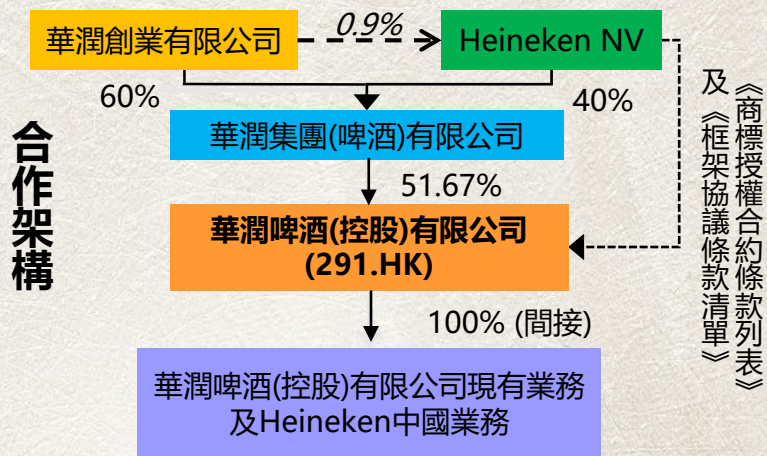 華潤創業有限公司
0.9%
Heineken NV
60%
40%
華潤集團(啤酒)有限公司
合作架構
51.67%
華潤啤酒(控股)有限公司
(291.HK)
《商標授權合約條款列表》
及《框架協議條款清單》
100% (間接)
華潤啤酒(控股)有限公司現有業務
及Heineken中國業務